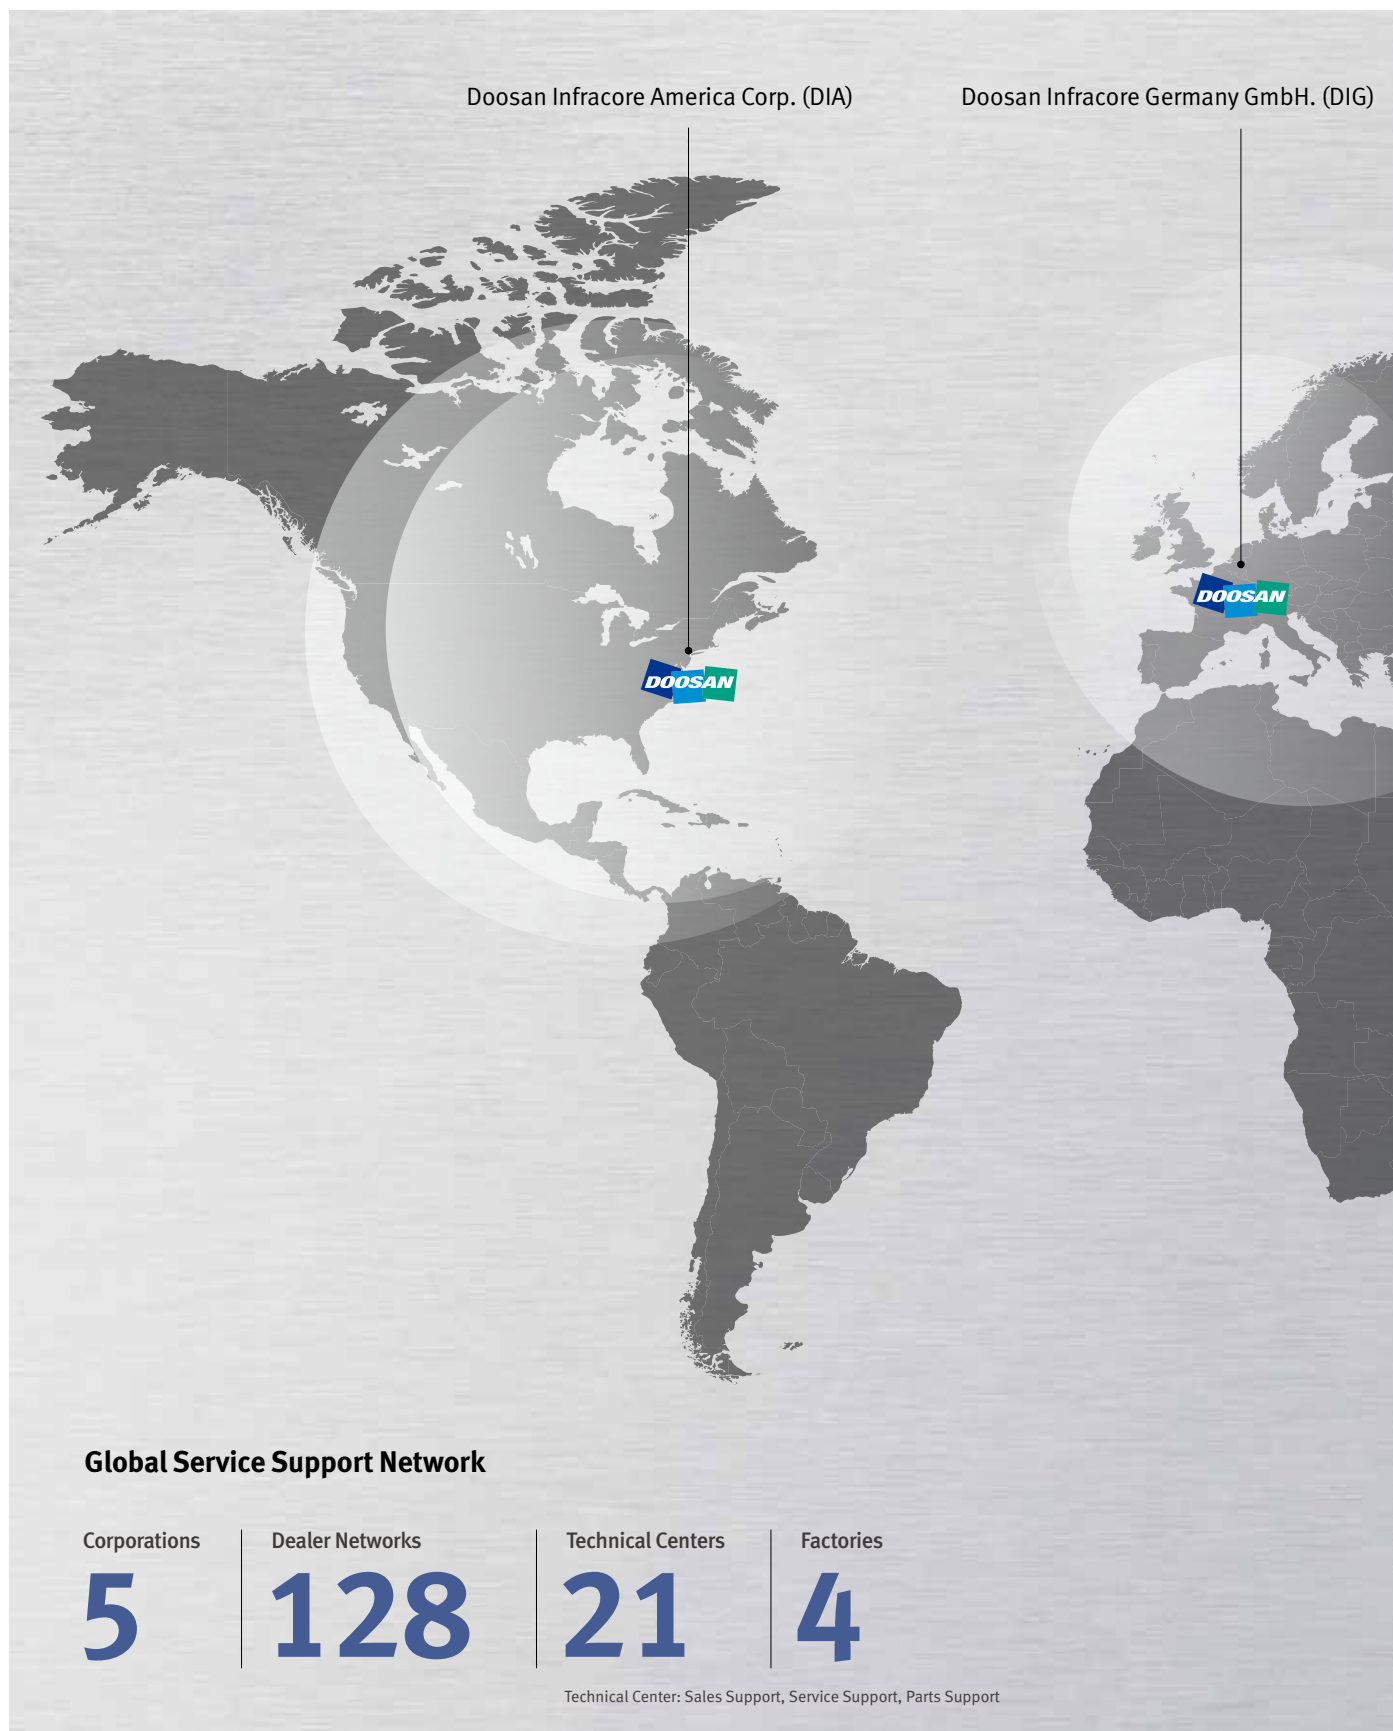 Doosan Infracore America Corp. (DIA)
Doosan Infracore Germany GmbH. (DIG)
DOOSAN
DOOSAN
Global Service Support Network
Corporations
5
Dealer Networks
128
Technical Centers
21
Factories
4
Technical Center: Sales Support, Service Support, Parts Support